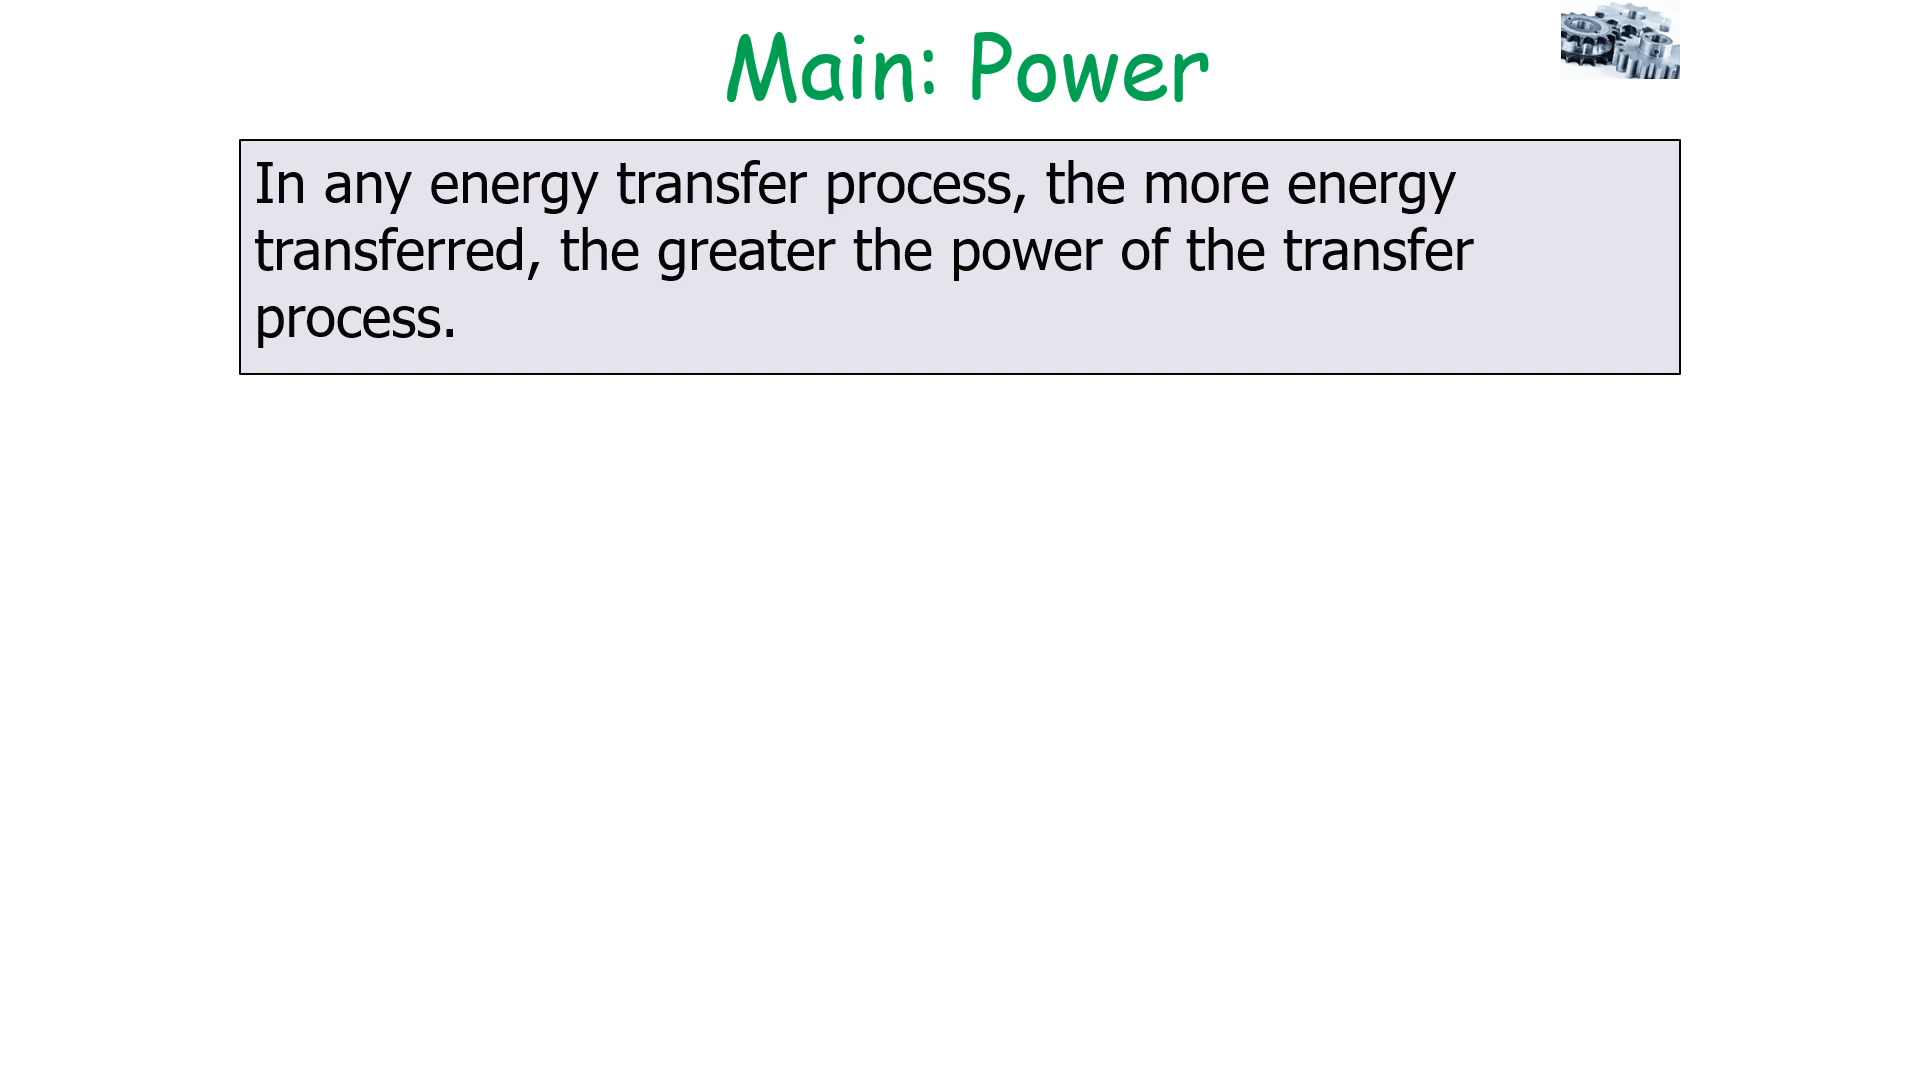 Main: Power
In any energy transfer process, the more energy
transferred, the greater the power of the transfer
process.